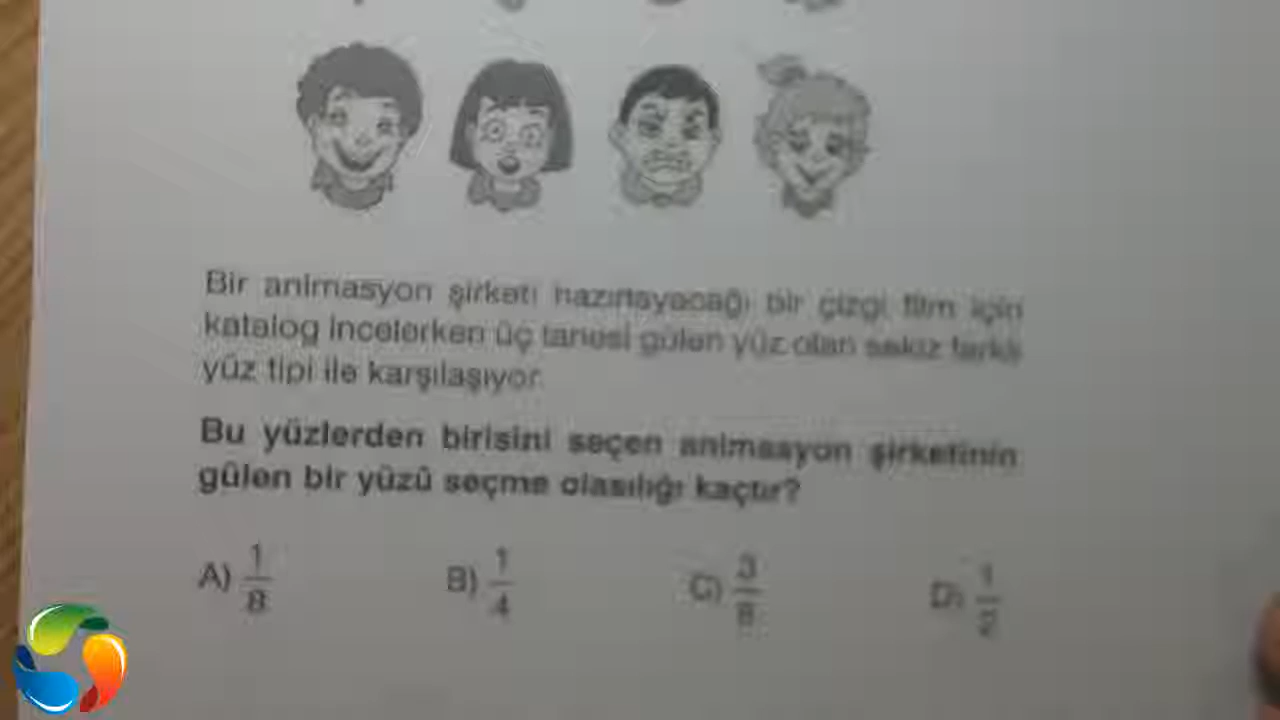 Bir animasyon şirketi hazırlayacağı bir çizgi film için
katalog incelerken üç tanesi gülen yüz olan sekiz farklı
yüz tipi ile karşılaşıyor.
Bu yüzlerden birisini seçen animasyon şirketinin
gülen bir yüzü seçme olasılığı kaçtır?
A) 1/8 B) 1/4 C) 3/8 D) 1/2